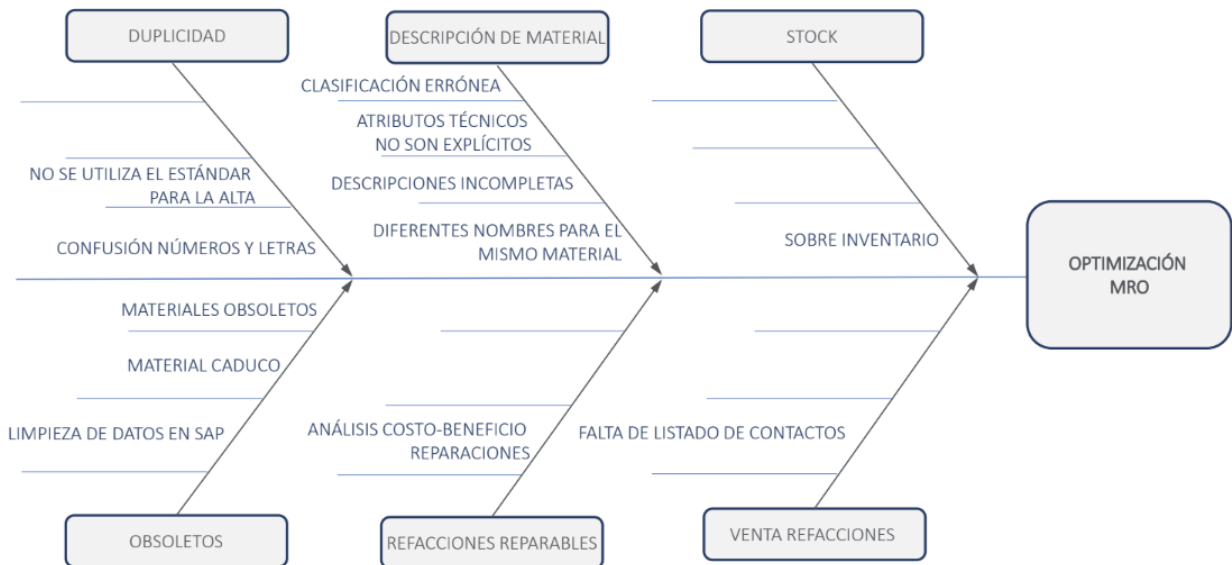 DUPLICIDAD
DESCRIPCIÓN DE MATERIAL
STOCK
CLASIFICACIÓN ERRÓNEA
ATRIBUTOS TÉCNICOS
NO SON EXPLÍCITOS
NO SE UTILIZA EL ESTÁNDAR
PARA LA ALTA
DESCRIPCIONES INCOMPLETAS
CONFUSIÓN NÚMEROS Y LETRAS
DIFERENTES NOMBRES PARA EL
MISMO MATERIAL
SOBRE INVENTARIO
OPTIMIZACIÓN
MRO
MATERIALES OBSOLETOS
MATERIAL CADUCO
LIMPIEZA DE DATOS EN SAP
ANÁLISIS COSTO-BENEFICIO
REPARACIONES
FALTA DE LISTADO DE CONTACTOS
OBSOLETOS
REFACCIONES REPARABLES
VENTA REFACCIONES